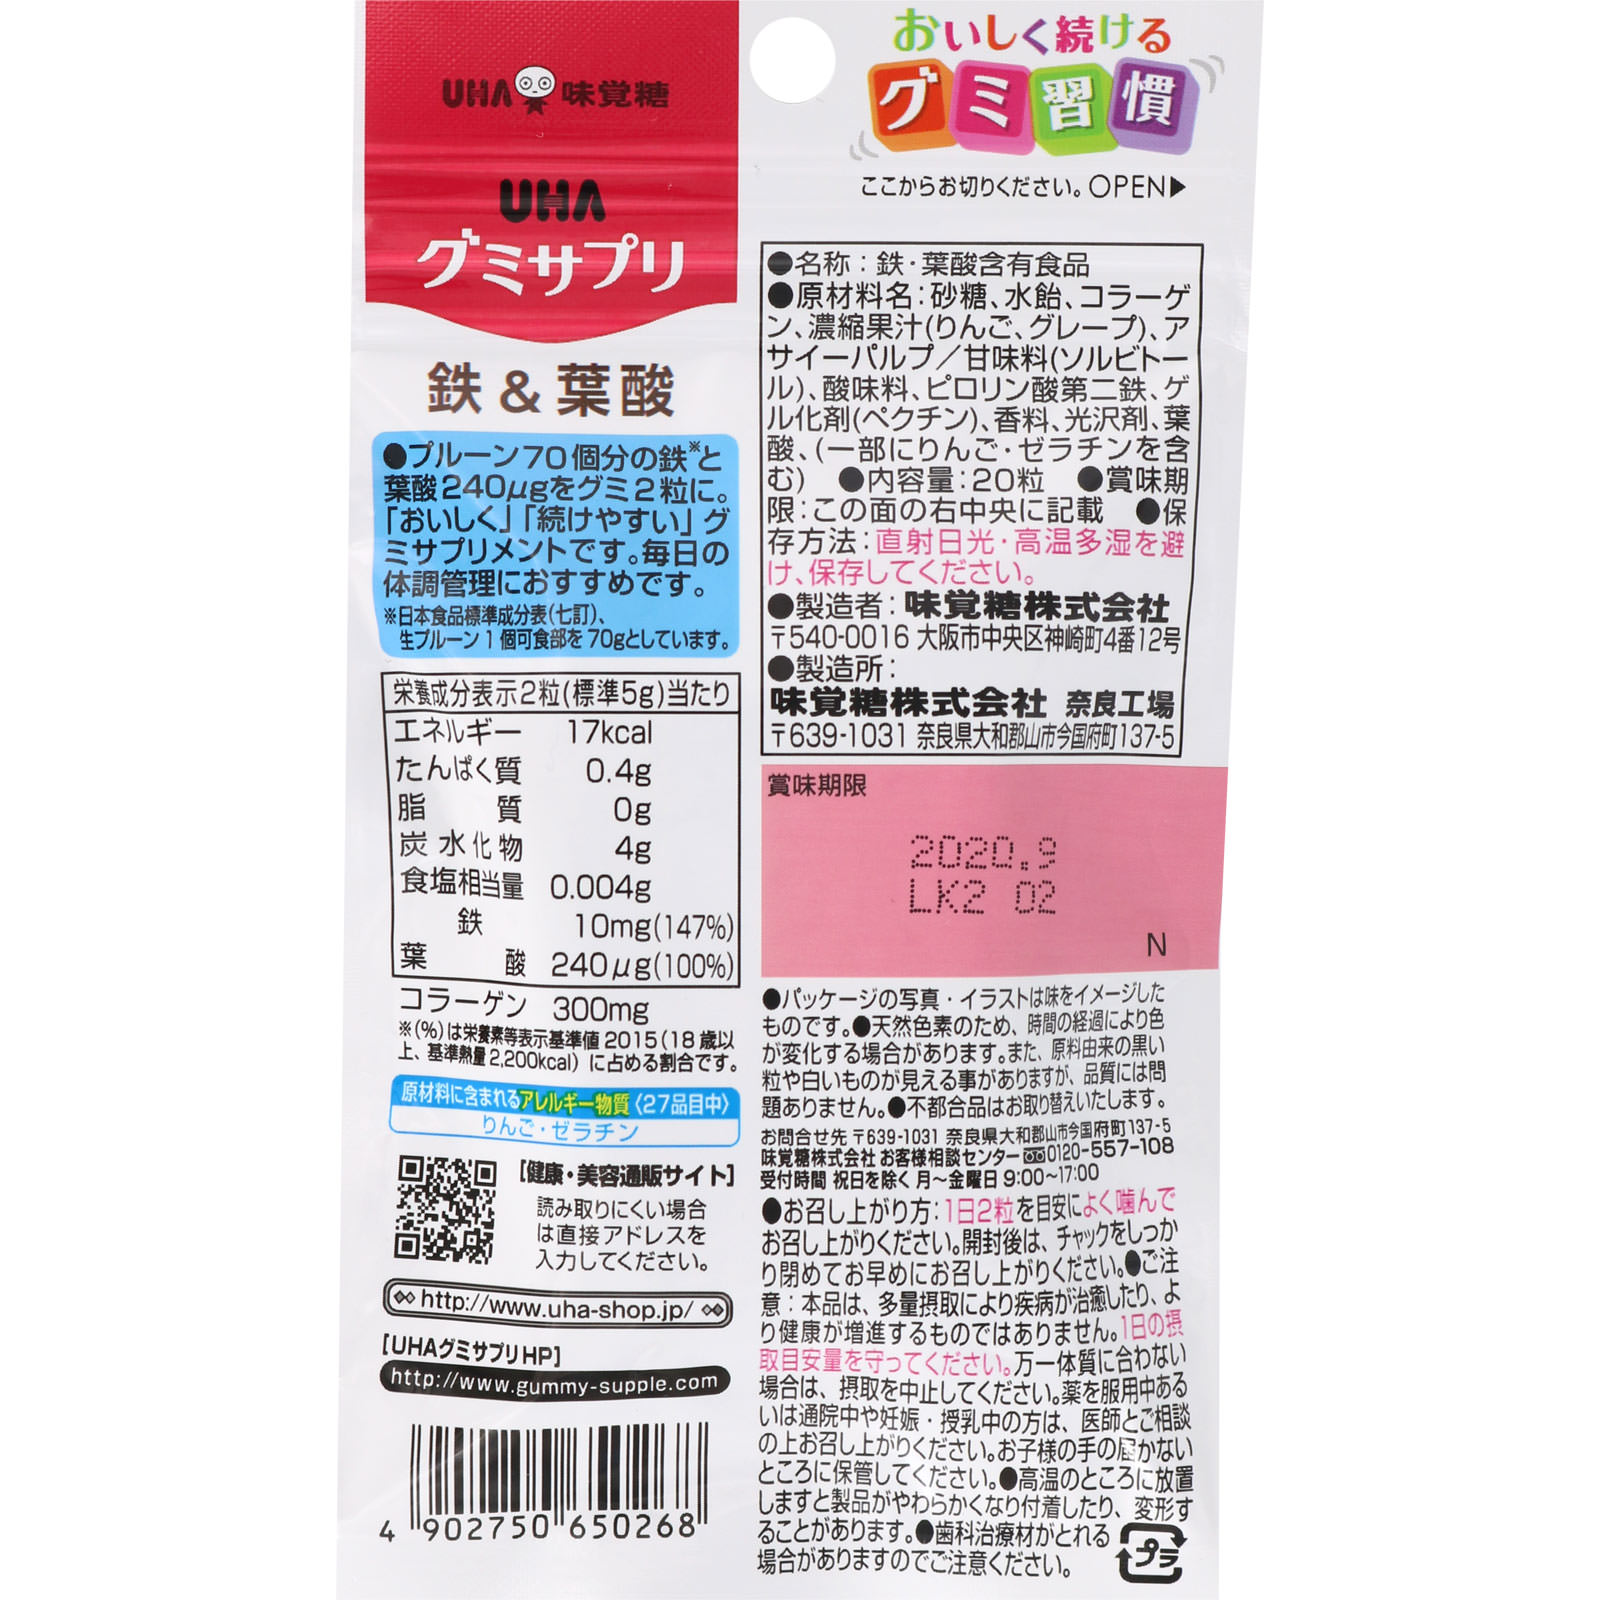 UHA味覚糖
UHA
グミサプリ
鉄&葉酸
●プルーン70個分の鉄※と
葉酸240μgをグミ2粒に。
「おいしく」「続けやすい」グ
ミサプリメントです。毎日の
体調管理におすすめです。
※日本食品標準成分表(七訂)、
生プルーン1個可食部を70gとしています。
栄養成分表示2粒(標準5g)当たり
エネルギー 17kcal
たんぱく質 0.4g
脂質 0g
炭水化物 4g
食塩相当量 0.004g
鉄 10mg(147%)
葉酸 240μg(100%)
コラーゲン 300mg
※(%)は栄養素等表示基準値2015(18歳以
上、基準熱量2,200kcal)に占める割合です。
原材料に含まれるアレルギー物質〈27品目中〉
りんご・ゼラチン
[健康・美容通販サイト]
読み取りにくい場合
は直接アドレスを
入力してください。
http://www.uha-shop.jp/
[UHAグミサプリHP]
http://www.gummy-supple.com
4 902750 650268
おいしく続ける
グミ習慣
ここからお切りください。OPEN▶
●名称:鉄・葉酸含有食品
●原材料名:砂糖、水飴、コラーゲ
ン、濃縮果汁(りんご、グレープ)、ア
サイーパルプ/甘味料(ソルビトー
ル)、酸味料、ピロリン酸第二鉄、ゲ
ル化剤(ペクチン)、香料、光沢剤、葉
酸、(一部にりんご・ゼラチンを含
む) ●内容量:20粒 ●賞味期
限:この面の右中央に記載 ●保
存方法:直射日光・高温多湿を避
け、保存してください。
●製造者:味覚糖株式会社
〒540-0016 大阪市中央区神崎町4番12号
●製造所:
味覚糖株式会社 奈良工場
〒639-1031 奈良県大和郡山市今国府町137-5
賞味期限
2020.9
LK2 02
N
●パッケージの写真・イラストは味をイメージした
ものです。●天然色素のため、時間の経過により色
が変化する場合があります。また、原料由来の黒い
粒や白いものが見える事がありますが、品質には問
題ありません。●不都合品はお取り替えいたします。
お問合せ先 〒639-1031 奈良県大和郡山市今国府町137-5
味覚糖株式会社 お客様相談センター 0120-557-108
受付時間 祝日を除く月～金曜日 9:00～17:00
●お召し上がり方:1日2粒を目安によく噛んで
お召し上がりください。開封後は、チャックをしっか
り閉めてお早めにお召し上がりください。●ご注
意:本品は、多量摂取により疾病が治癒したり、よ
り健康が増進するものではありません。1日の摂
取目安量を守ってください。万一体質に合わない
場合は、摂取を中止してください。薬を服用中ある
いは通院中や妊娠・授乳中の方は、医師とご相談
の上お召し上がりください。お子様の手の届かない
ところに保管してください。●高温のところに放置
しますと製品がやわらかくなり付着したり、変形す
ることがあります。●歯科治療材がとれる
場合がありますのでご注意ください。
プラ